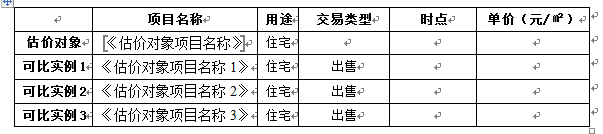 项目名称 用途 交易类型 时点 单价（元/㎡）
估价对象 《估价对象项目名称》 住宅
可比实例 1 《估价对象项目名称 1》 住宅 出售
可比实例 2 《估价对象项目名称 2》 住宅 出售
可比实例 3 《估价对象项目名称 3》 住宅 出售